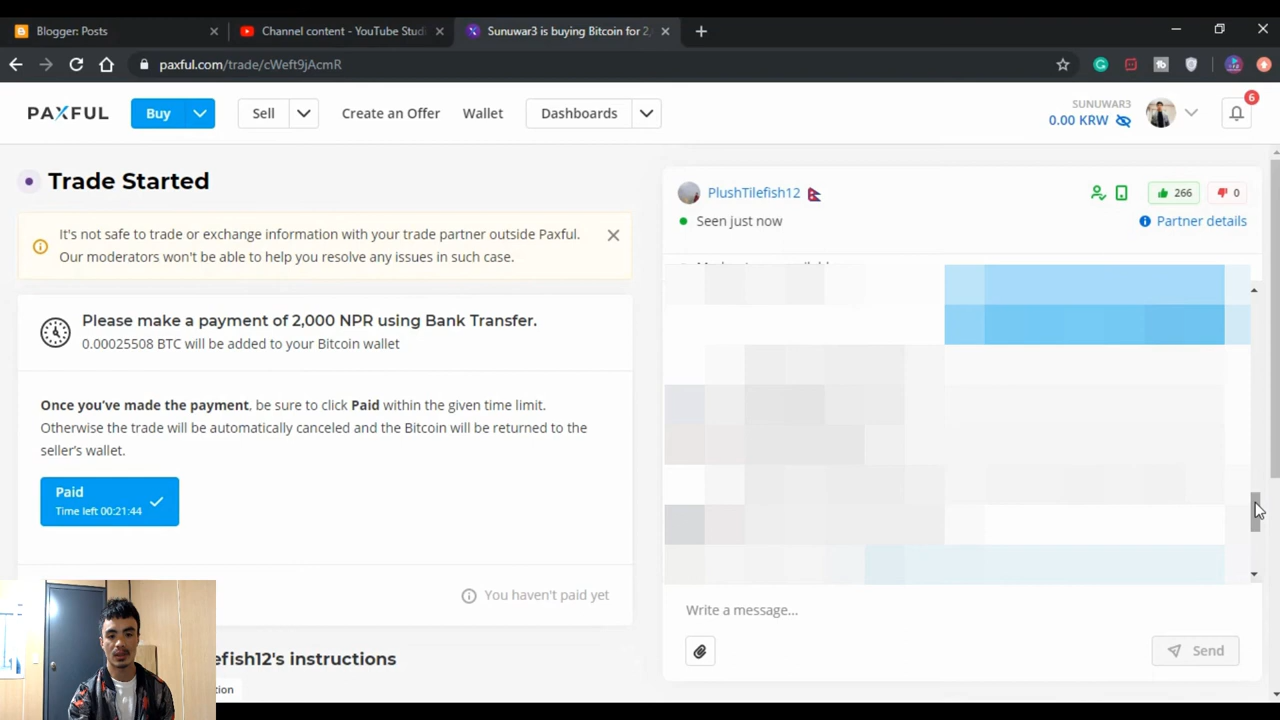 Blogger: Posts
Channel content - YouTube Studi
Sunuwar3 is buying Bitcoin for 2,
paxful.com/trade/cWeft9jAcmR
PAXFUL
Buy
Sell
Create an Offer
Wallet
Dashboards
SUNUWAR3
0.00 KRW
6
Trade Started
It's not safe to trade or exchange information with your trade partner outside Paxful.
Our moderators won't be able to help you resolve any issues in such case.
Please make a payment of 2,000 NPR using Bank Transfer.
0.00025508 BTC will be added to your Bitcoin wallet
Once you've made the payment, be sure to click Paid within the given time limit.
Otherwise the trade will be automatically canceled and the Bitcoin will be returned to the
seller's wallet.
Paid
Time left 00:21:44
You haven't paid yet
efish12's instructions
tion
PlushTilefish12
266
0
Seen just now
Partner details
Write a message...
Send